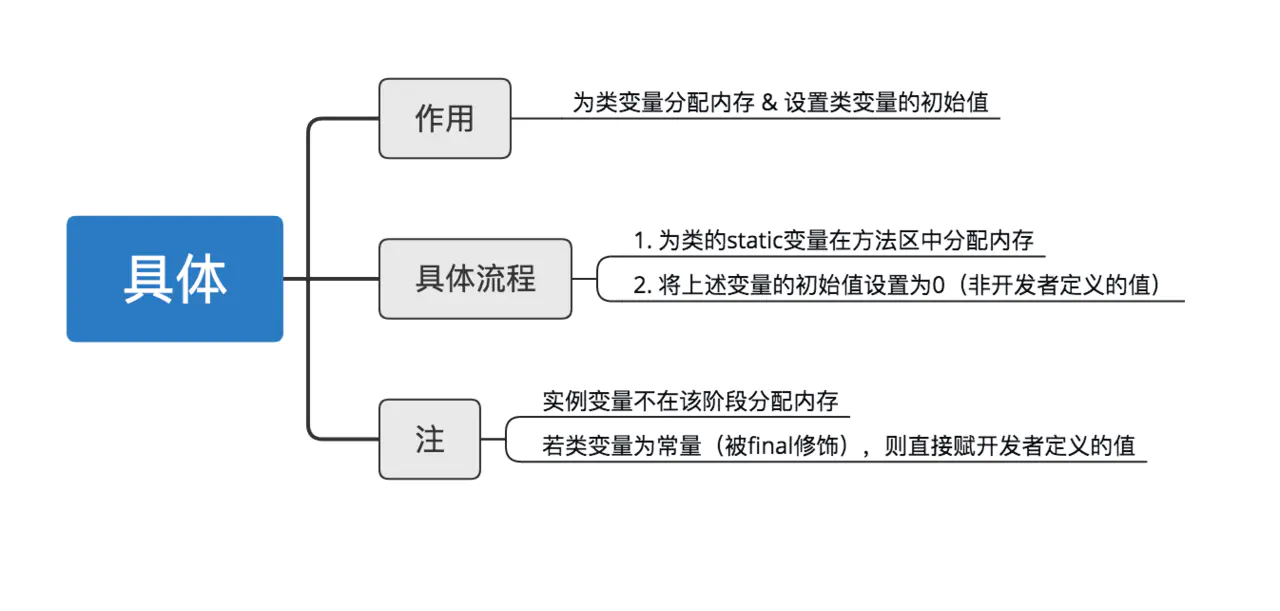 具体
作用
为类变量分配内存 & 设置类变量的初始值
具体流程
1. 为类的static变量在方法区中分配内存
2. 将上述变量的初始值设置为0（非开发者定义的值）
注
实例变量不在该阶段分配内存
若类变量为常量（被final修饰），则直接赋开发者定义的值